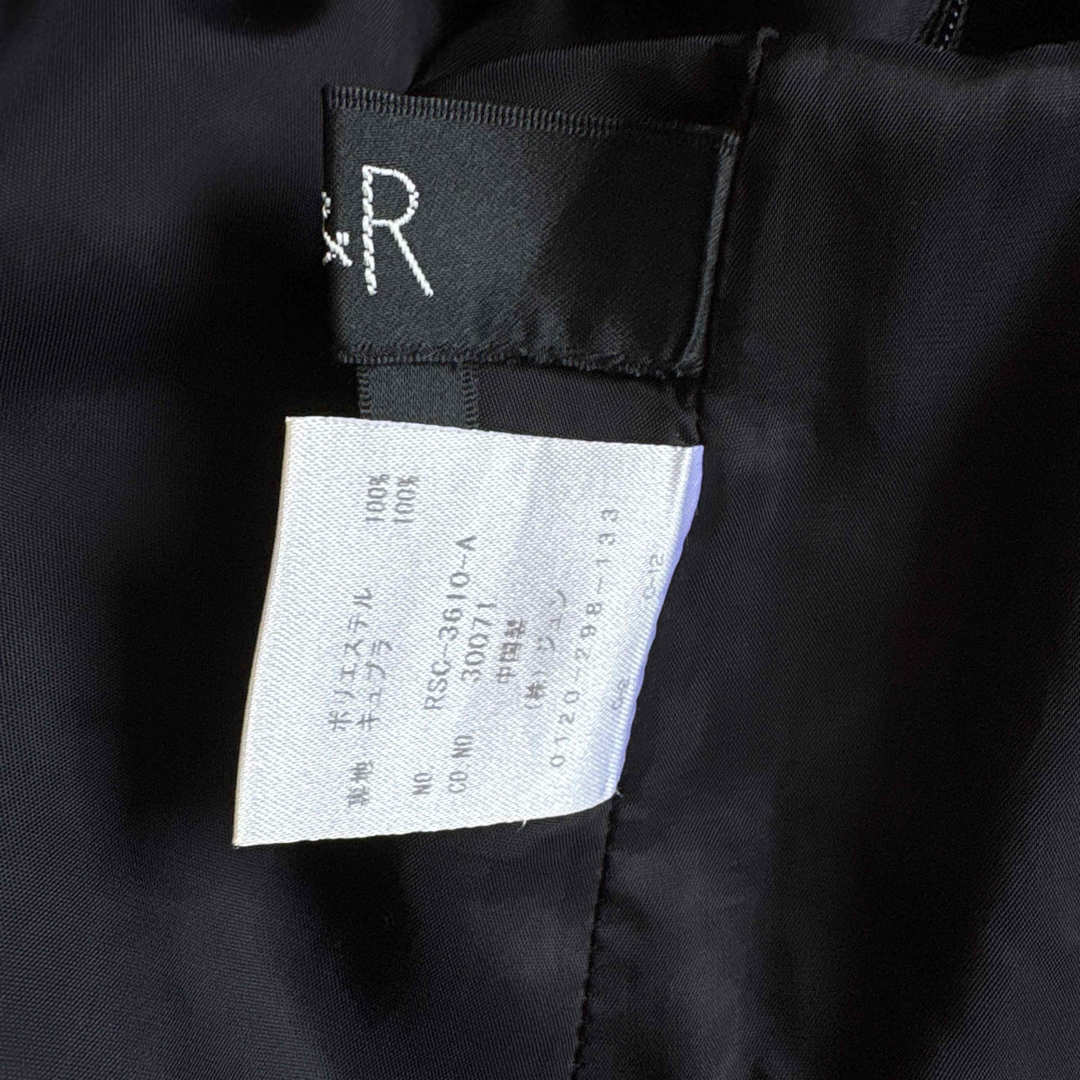 &R
ポリエステル 100%
裏地 キュプラ 100%
NO. RSC-3610-A
CO NO. 30071
中国製
(株)ジュン
0120-298-133
C-12